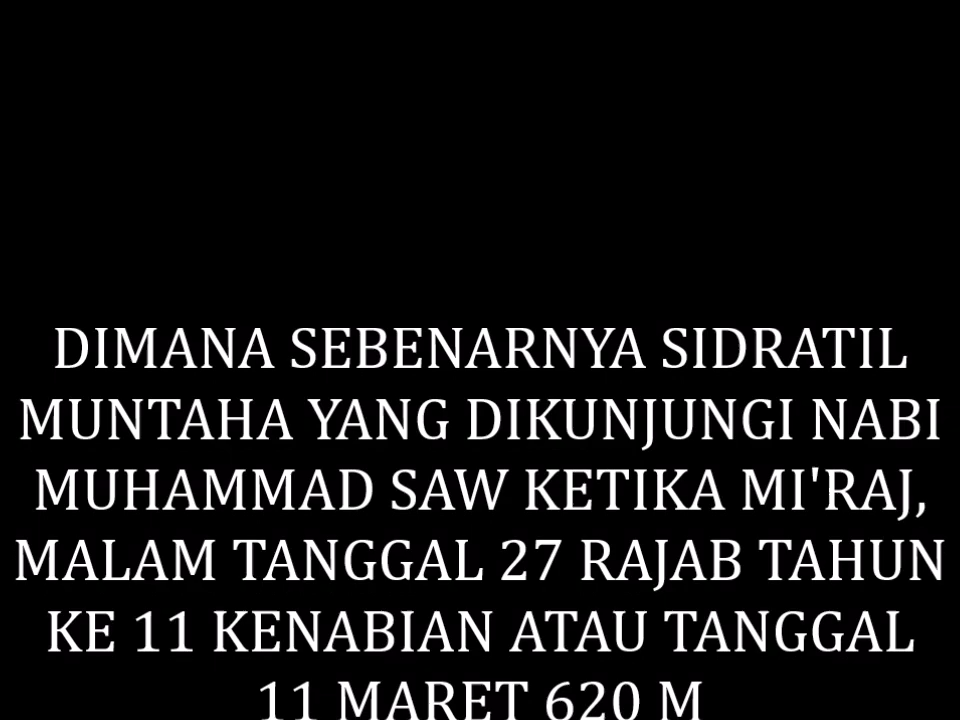 DIMANA SEBENARNYA SIDRATIL
MUNTAHA YANG DIKUNJUNGI NABI
MUHAMMAD SAW KETIKA MI'RAJ,
MALAM TANGGAL 27 RAJAB TAHUN
KE 11 KENABIAN ATAU TANGGAL
11 MARET 620 M